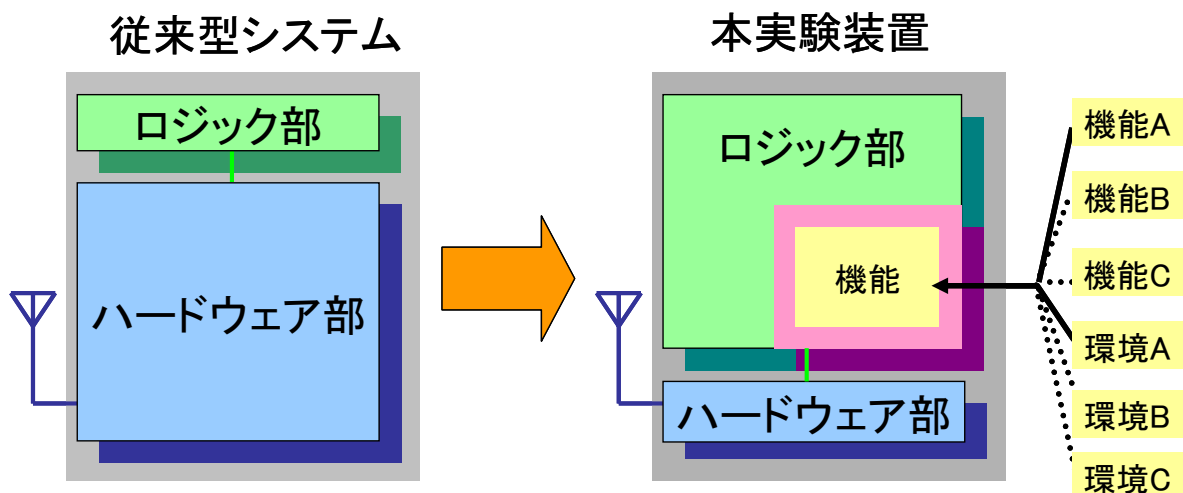 従来型システム
ロジック部
ハードウェア部
本実験装置
ロジック部
機能
ハードウェア部
機能A
機能B
機能C
環境A
環境B
環境C